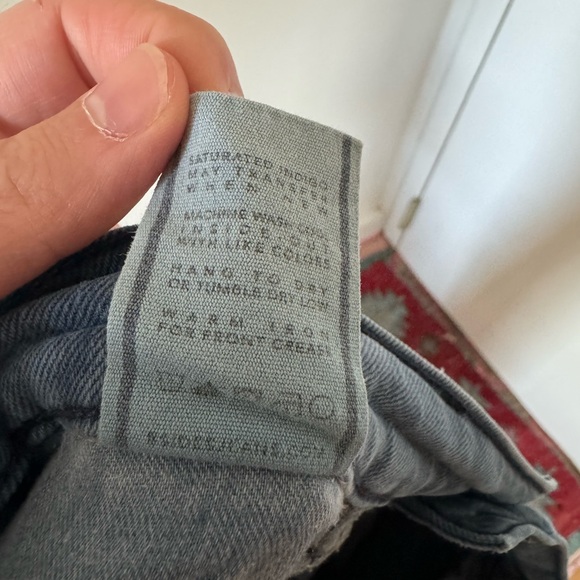 SATURATED INDIGO
MAY TRANSFER
WHEN NEW
MACHINE WASH COLD
INSIDE OUT
WITH LIKE COLORS
HANG TO DRY
OR TUMBLE DRY LOW
WARM IRON
FOR FRONT CREASE